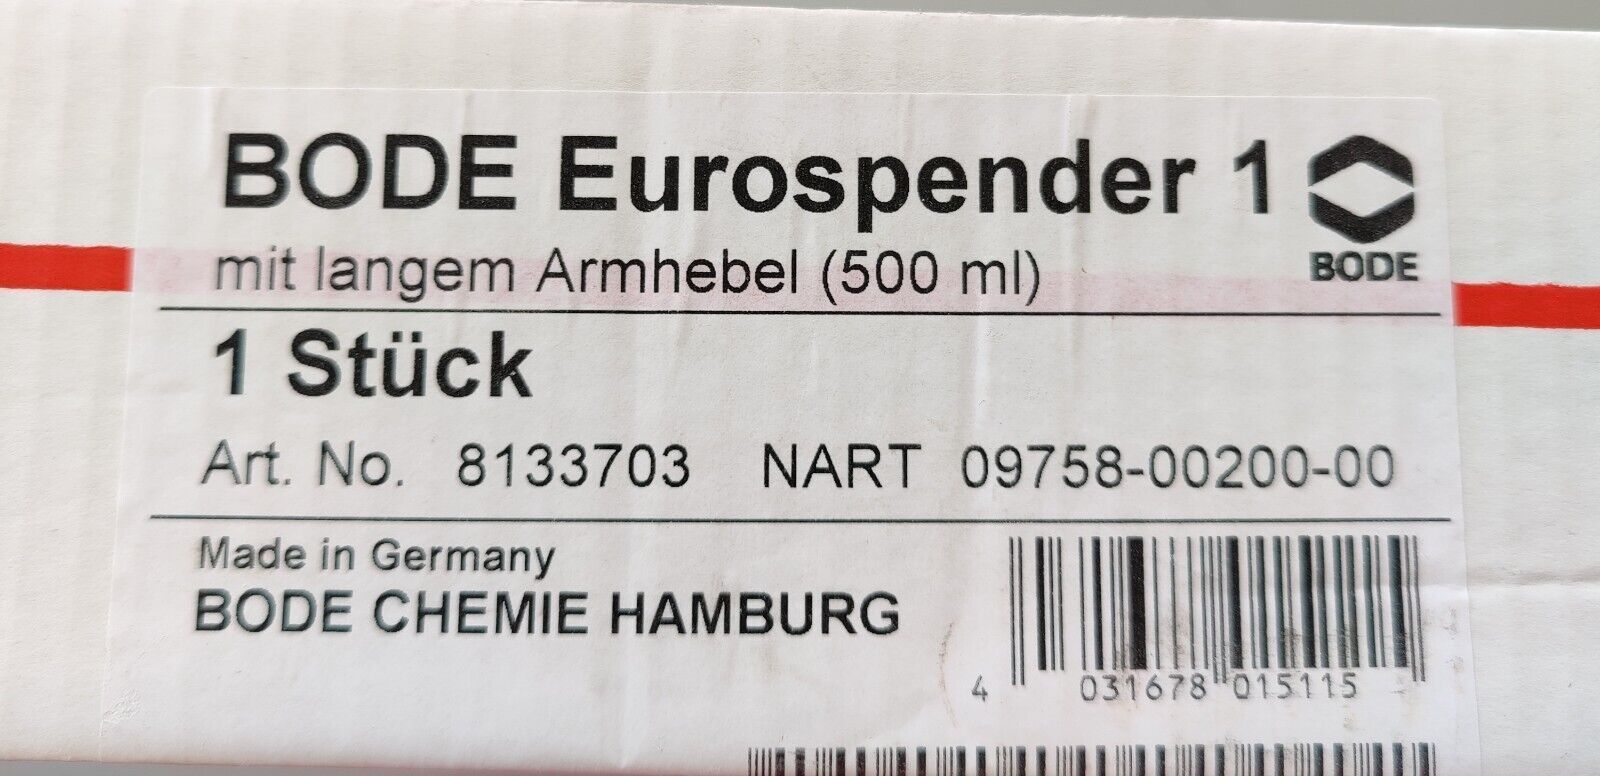 BODE Eurospender 1
BODE
mit langem Armhebel (500 ml)
1 Stück
Art. No. 8133703 NART 09758-00200-00
Made in Germany
BODE CHEMIE HAMBURG
4 031678 015115